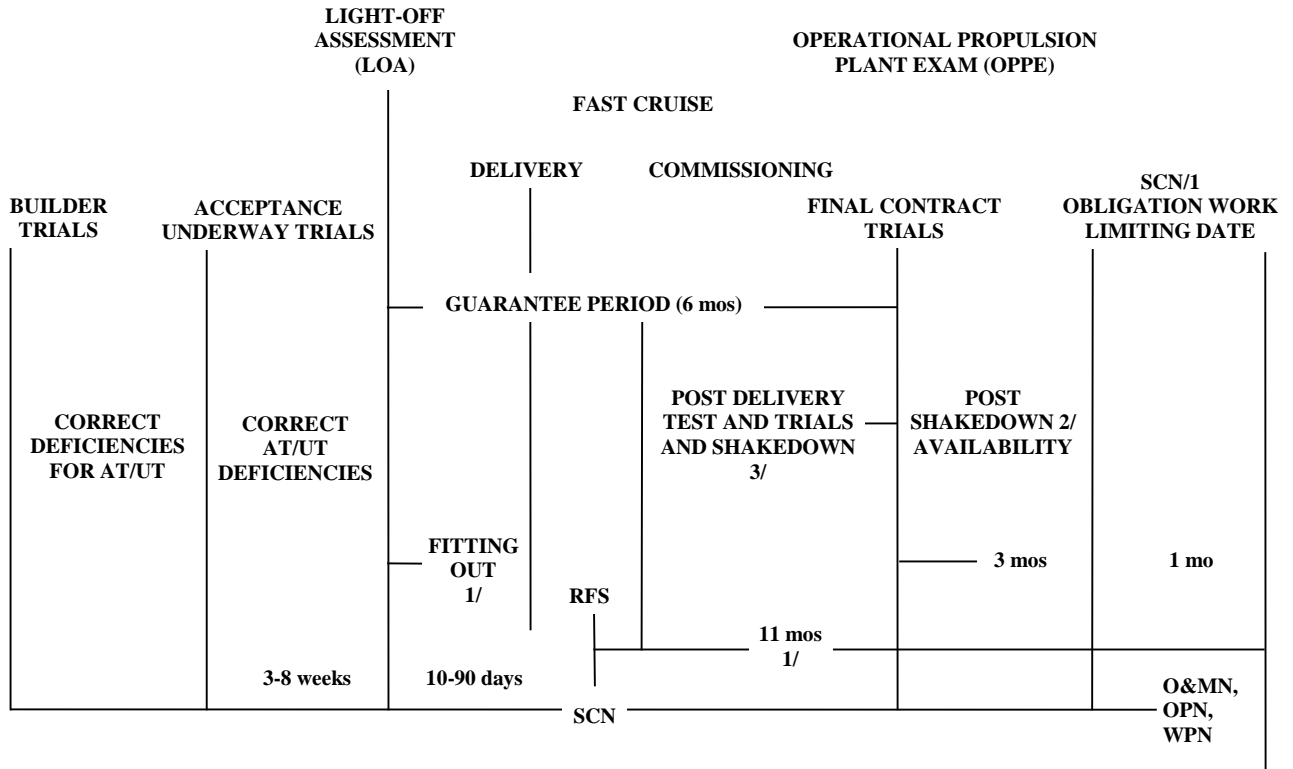 LIGHT-OFF
ASSESSMENT
(LOA)
OPERATIONAL PROPULSION
PLANT EXAM (OPPE)
FAST CRUISE
DELIVERY
COMMISSIONING
BUILDER
TRIALS
ACCEPTANCE
UNDERWAY TRIALS
FINAL CONTRACT
TRIALS
SCN/1
OBLIGATION WORK
LIMITING DATE
GUARANTEE PERIOD (6 mos)
CORRECT
DEFICIENCIES
FOR AT/UT
CORRECT
AT/UT
DEFICIENCIES
POST DELIVERY
TEST AND TRIALS
AND SHAKEDOWN
3/
POST
SHAKEDOWN 2/
AVAILABILITY
FITTING
OUT
1/
3 mos
1 mo
RFS
11 mos
1/
3-8 weeks
10-90 days
SCN
O&MN,
OPN,
WPN